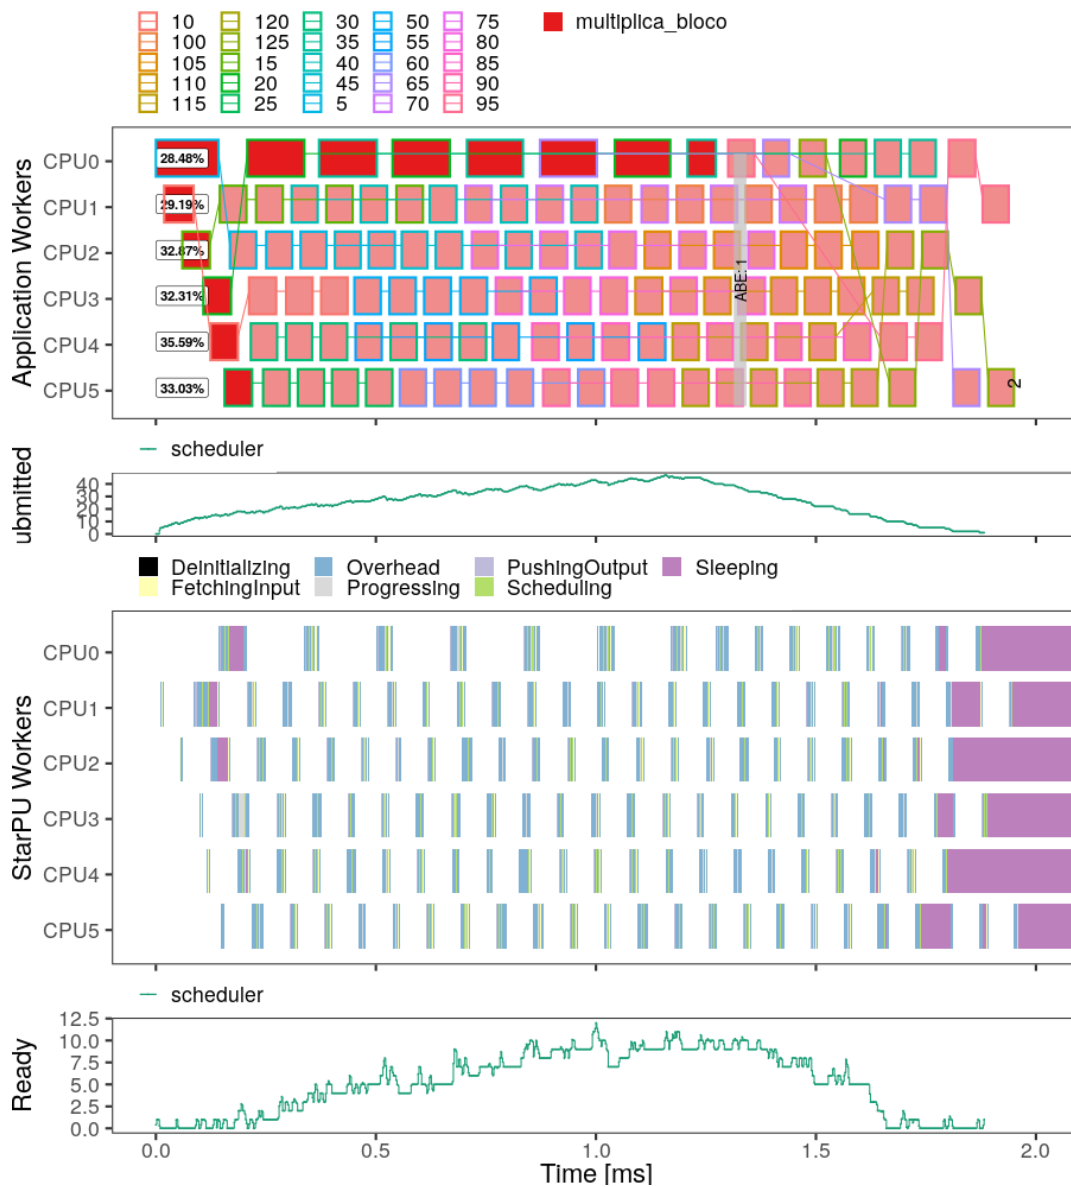 10 120 30 50 75 multiplica_bloco
100 125 35 55 80
105 15 40 60 85
110 20 45 65 90
115 25 5 70 95
Application Workers
CPU0 28.48%
CPU1 29.19%
CPU2 32.87%
CPU3 32.31%
CPU4 35.59%
CPU5 33.03%
ABE: 1
2
scheduler
ubmitted
40
30
20
10
0
Deinitializing Overhead PushingOutput Sleeping
FetchingInput Progressing Scheduling
StarPU Workers
CPU0
CPU1
CPU2
CPU3
CPU4
CPU5
scheduler
Ready
12.5
10.0
7.5
5.0
2.5
0.0
0.0 0.5 1.0 1.5 2.0
Time [ms]